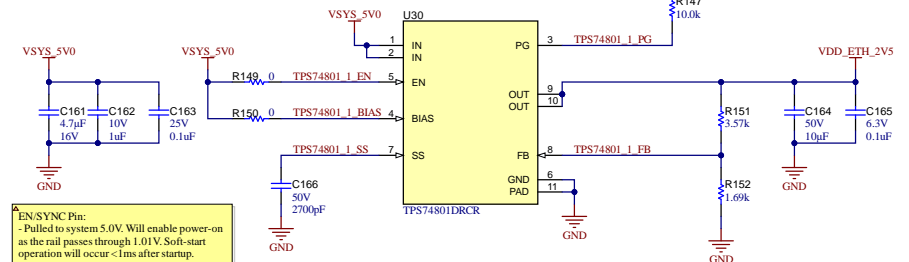 R147
10.0k
U30
VSYS_5V0
1
IN
2
IN
PG
3
TPS74801_1_PG
VSYS_5V0
VSYS_5V0
VDD_ETH_2V5
R149
0
TPS74801_1_EN
5
EN
OUT
9
OUT
10
C161
4.7µF
16V
C162
10V
1uF
C163
25V
0.1uF
R150
0
TPS74801_1_BIAS
4
BIAS
R151
3.57k
C164
50V
10µF
C165
6.3V
0.1uF
TPS74801_1_SS
7
SS
FB
8
TPS74801_1_FB
GND
C166
50V
2700pF
GND
6
PAD
11
R152
1.69k
GND
TPS74801DRCR
GND
GND
GND
EN/SYNC Pin:
- Pulled to system 5.0V. Will enable power-on
as the rail passes through 1.01V. Soft-start
operation will occur <1ms after startup.